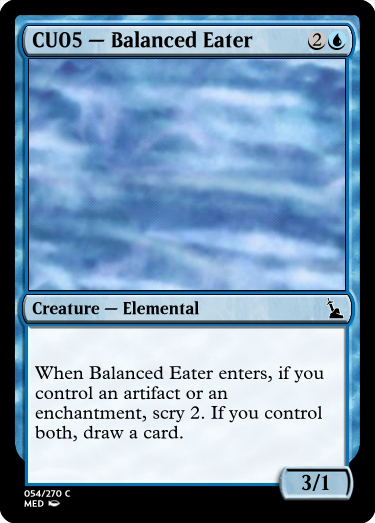 CU05 — Balanced Eater 2
Creature — Elemental
When Balanced Eater enters, if you
control an artifact or an
enchantment, scry 2. If you control
both, draw a card.
3/1
054/270 C
MED